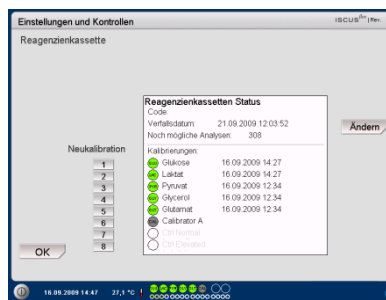 Einstellungen und Kontrollen
ISCUSflex | Rev.
Reagenzienkassette
Reagenzienkassetten Status
Code:
Verfallsdatum: 21.09.2009 12:03:52
Noch mögliche Analysen: 308
Ändern
Kalibrierungen:
Neukalibration
1 Glukose 16.09.2009 14:27
2 Laktat 16.09.2009 14:27
3 Pyruvat 16.09.2009 12:34
4 Glycerol 16.09.2009 12:34
5 Glutamat 16.09.2009 12:34
6 Calibrator A
7 Ctrl Normal
8 Ctrl Elevated
OK
16.09.2009 14:47 27,1 °C !